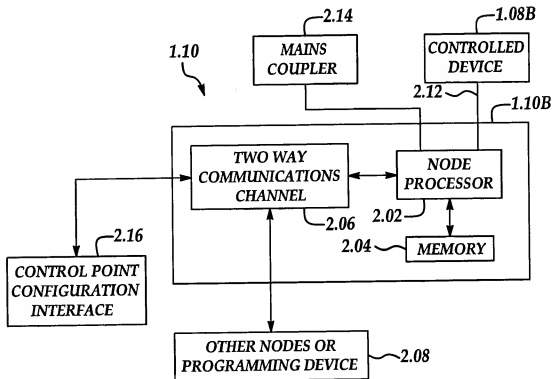 2.14
1.08B
1.10
MAINS
COUPLER
CONTROLLED
DEVICE
2.12
1.10B
TWO WAY
COMMUNICATIONS
CHANNEL
NODE
PROCESSOR
2.06
2.02
2.16
2.04
MEMORY
CONTROL POINT
CONFIGURATION
INTERFACE
OTHER NODES OR
PROGRAMMING DEVICE
2.08